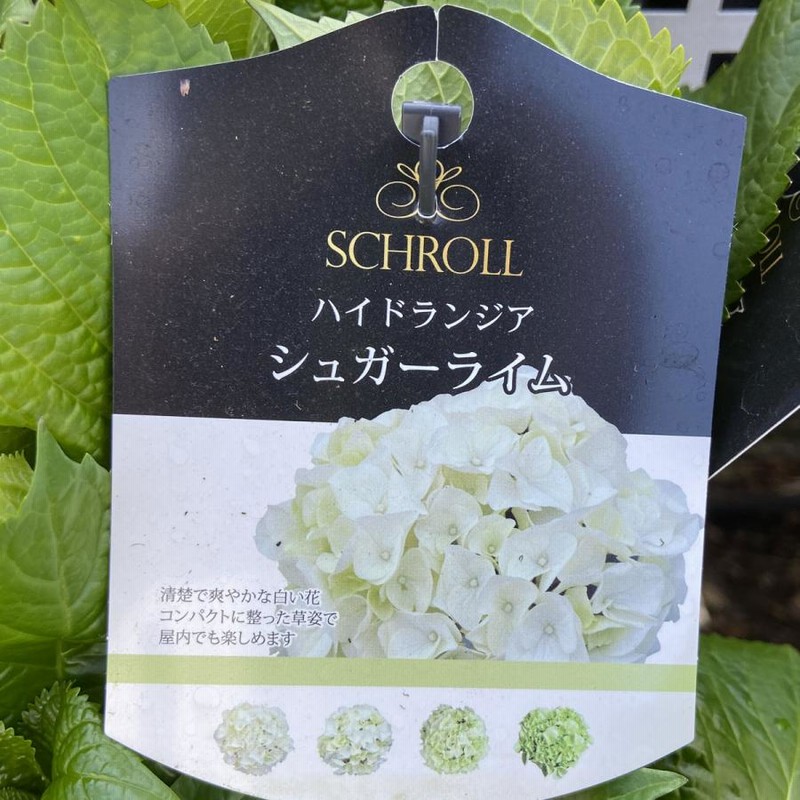 SCHROLL
ハイドランジア
シュガーライム
清楚で爽やかな白い花
コンパクトに整った草姿で
屋内でも楽しめます